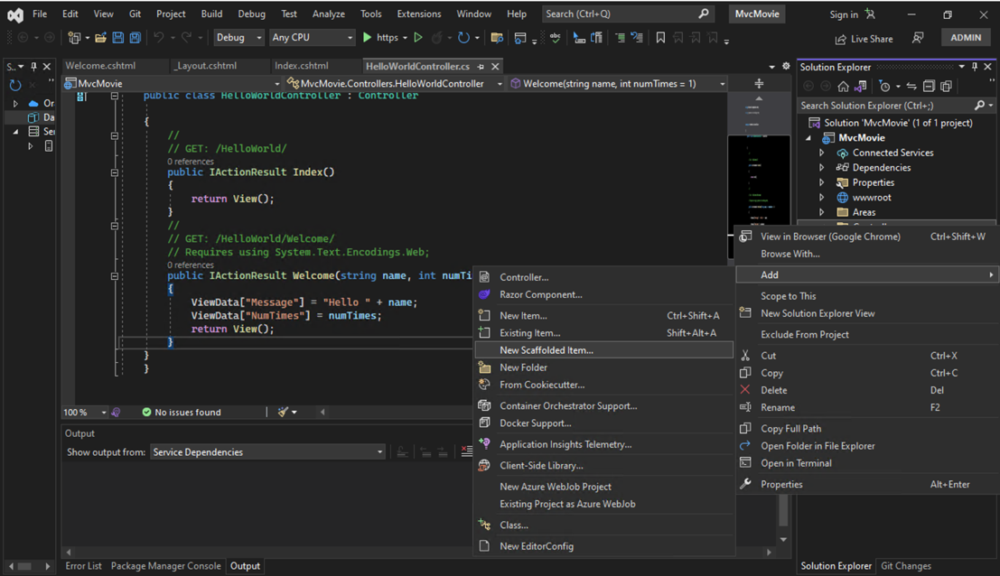 File Edit View Git Project Build Debug Test Analyze Tools Extensions Window Help Search (Ctrl+Q) MvcMovie Sign in
Debug Any CPU https Live Share ADMIN
S..
Welcome.cshtml _Layout.cshtml Index.cshtml HelloWorldController.cs
MvcMovie MvcMovie.Controllers.HelloWorldController Welcome(string name, int numTimes = 1)
Or
Da
Ser
public class HelloWorldController : Controller
{
//
// GET: /HelloWorld/
0 references
public IActionResult Index()
{
return View();
}
//
// GET: /HelloWorld/Welcome/
// Requires using System.Text.Encodings.Web;
0 references
public IActionResult Welcome(string name, int numTi
{
ViewData["Message"] = "Hello " + name;
ViewData["NumTimes"] = numTimes;
return View();
}
}
}
100 % No issues found
Output
Show output from: Service Dependencies
Error List Package Manager Console Output
Solution Explorer
Search Solution Explorer (Ctrl+;)
Solution 'MvcMovie' (1 of 1 project)
MvcMovie
Connected Services
Dependencies
Properties
wwwroot
Areas
View in Browser (Google Chrome) Ctrl+Shift+W
Browse With...
Add
Scope to This
New Solution Explorer View
Exclude From Project
Cut Ctrl+X
Copy Ctrl+C
Delete Del
Rename F2
Copy Full Path
Open Folder in File Explorer
Open in Terminal
Properties Alt+Enter
Controller...
Razor Component...
New Item... Ctrl+Shift+A
Existing Item... Shift+Alt+A
New Scaffolded Item...
New Folder
From Cookiecutter...
Container Orchestrator Support...
Docker Support...
Application Insights Telemetry...
Client-Side Library...
New Azure WebJob Project
Existing Project as Azure WebJob
Class...
New EditorConfig
Solution Explorer Git Changes